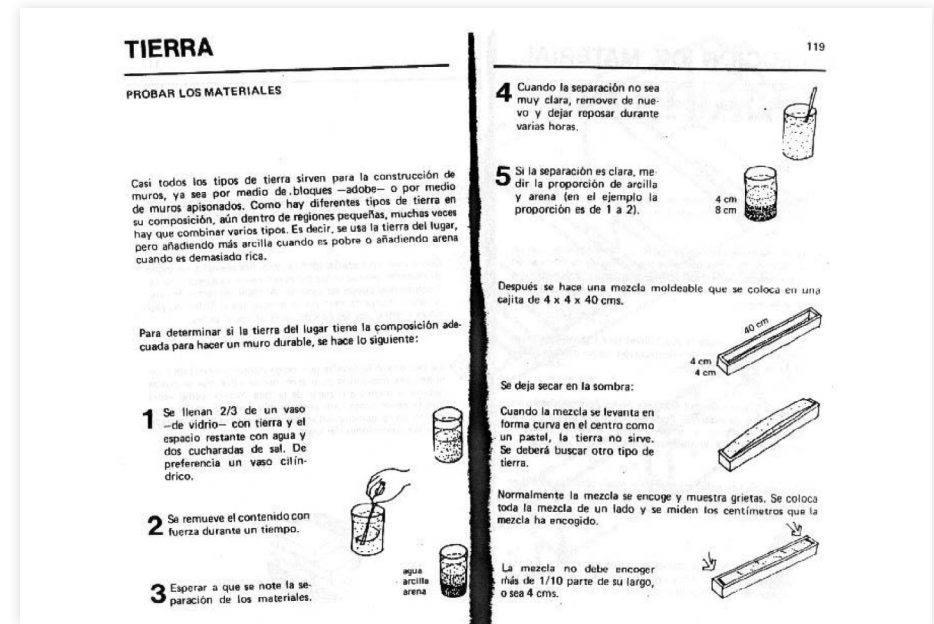 TIERRA
PROBAR LOS MATERIALES
Casi todos los tipos de tierra sirven para la construcción de
muros, ya sea por medio de bloques —adobe— o por medio
de muros apisonados. Como hay diferentes tipos de tierra en
su composición, aún dentro de regiones pequeñas, muchas veces
hay que combinar varios tipos. Es decir, se usa la tierra del lugar,
pero añadiendo más arcilla cuando es pobre o añadiendo arena
cuando es demasiado rica.
Para determinar si la tierra del lugar tiene la composición ade-
cuada para hacer un muro durable, se hace lo siguiente:
1 Se llenan 2/3 de un vaso
—de vidrio— con tierra y el
espacio restante con agua y
dos cucharadas de sal. De
preferencia un vaso cilín-
drico.
2 Se remueve el contenido con
fuerza durante un tiempo.
3 Esperar a que se note la se-
paración de los materiales.
agua
arcilla
arena
119
4 Cuando la separación no sea
muy clara, remover de nue-
vo y dejar reposar durante
varias horas.
5 Si la separación es clara, me-
dir la proporción de arcilla
y arena (en el ejemplo la
proporción es de 1 a 2).
4 cm
8 cm
Después se hace una mezcla moldeable que se coloca en una
cajita de 4 x 4 x 40 cms.
40 cm
4 cm
4 cm
Se deja secar en la sombra:
Cuando la mezcla se levanta en
forma curva en el centro como
un pastel, la tierra no sirve.
Se deberá buscar otro tipo de
tierra.
Normalmente la mezcla se encoge y muestra grietas. Se coloca
toda la mezcla de un lado y se miden los centímetros que la
mezcla ha encogido.
La mezcla no debe encoger
más de 1/10 parte de su largo,
o sea 4 cms.